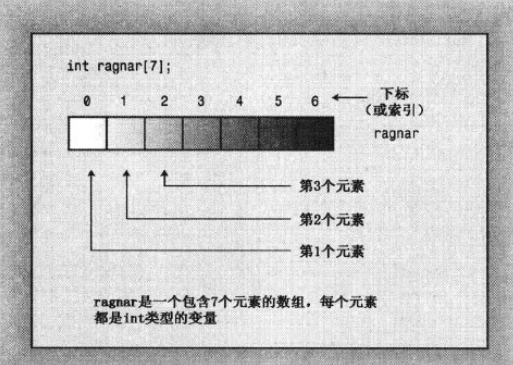 int ragnar[7];
0 1 2 3 4 5 6
下标
(或索引)
ragnar
第3个元素
第2个元素
第1个元素
ragnar是一个包含7个元素的数组，每个元素
都是int类型的变量